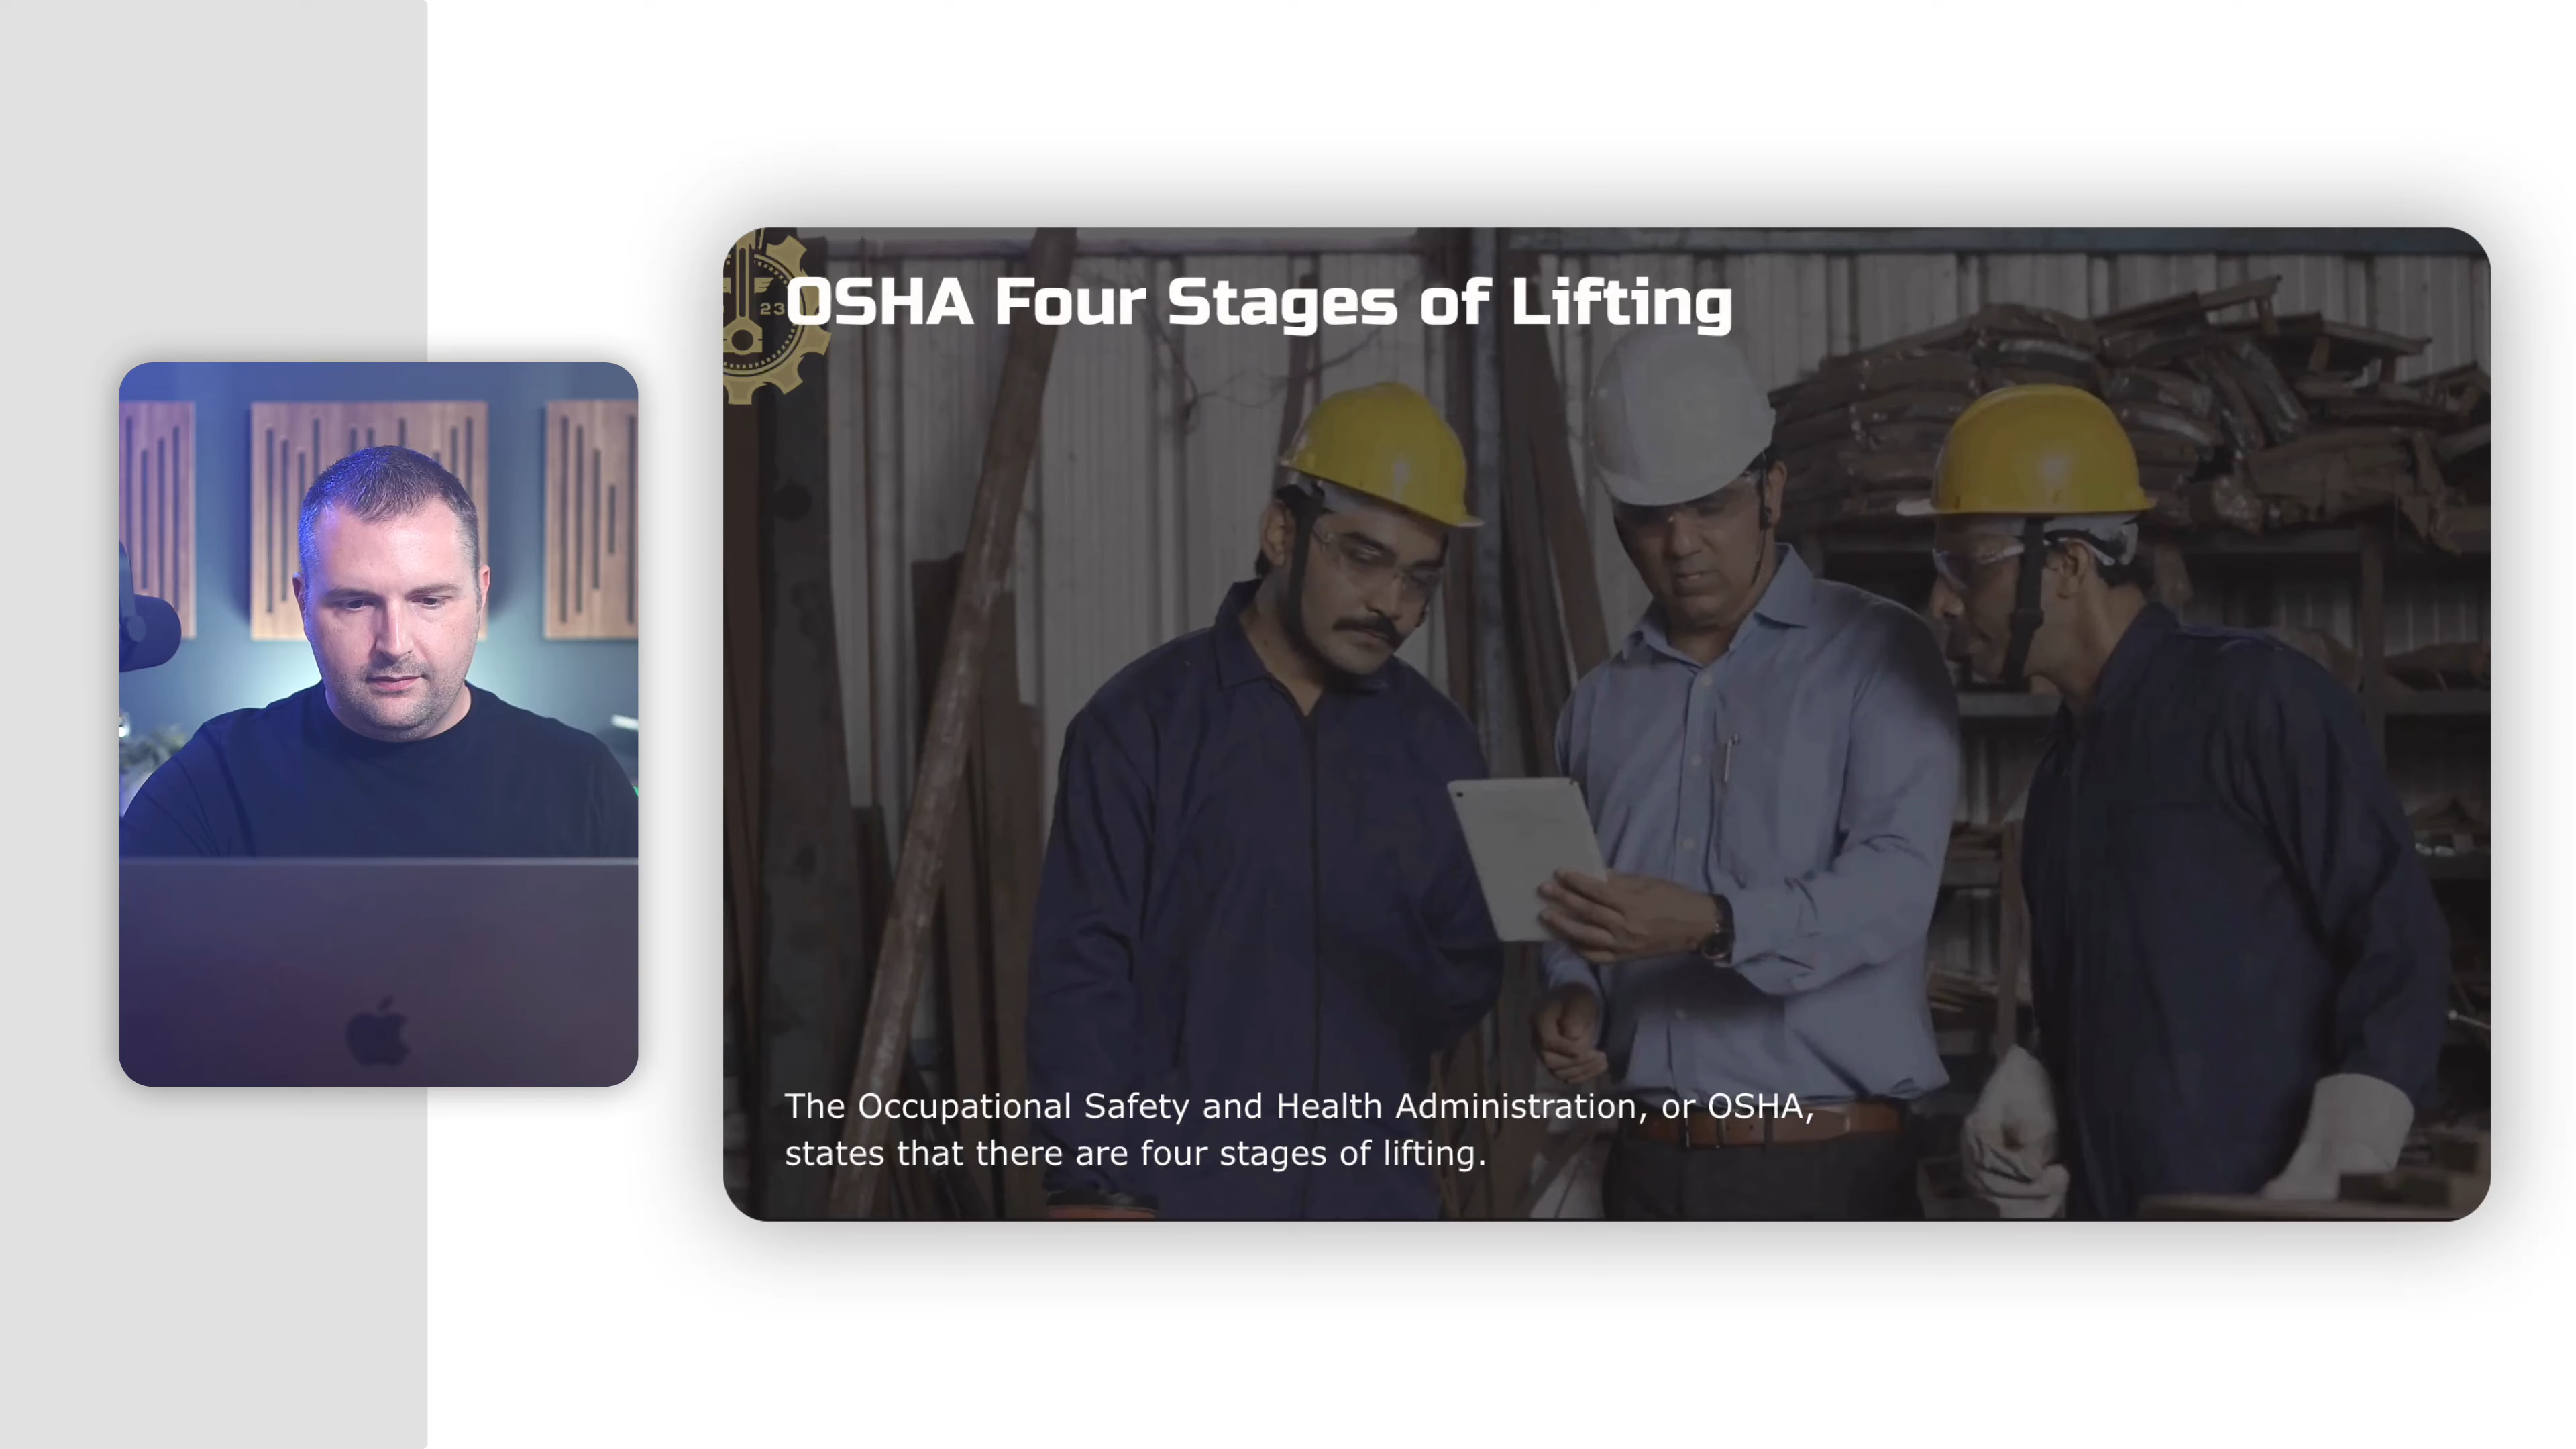 OSHA Four Stages of Lifting
23
The Occupational Safety and Health Administration, or OSHA,
states that there are four stages of lifting.